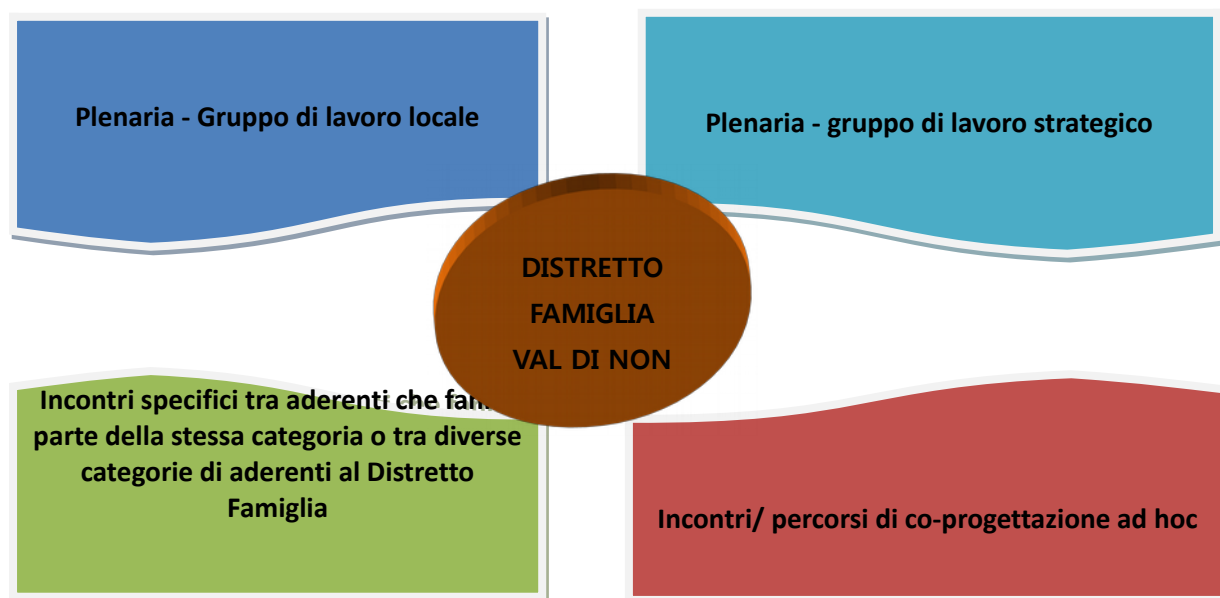 Plenaria - Gruppo di lavoro locale
Plenaria - gruppo di lavoro strategico
DISTRETTO
FAMIGLIA
VAL DI NON
Incontri specifici tra aderenti che
parte della stessa categoria o tra diverse
categorie di aderenti al Distretto
Famiglia
Incontri/ percorsi di co-progettazione ad hoc